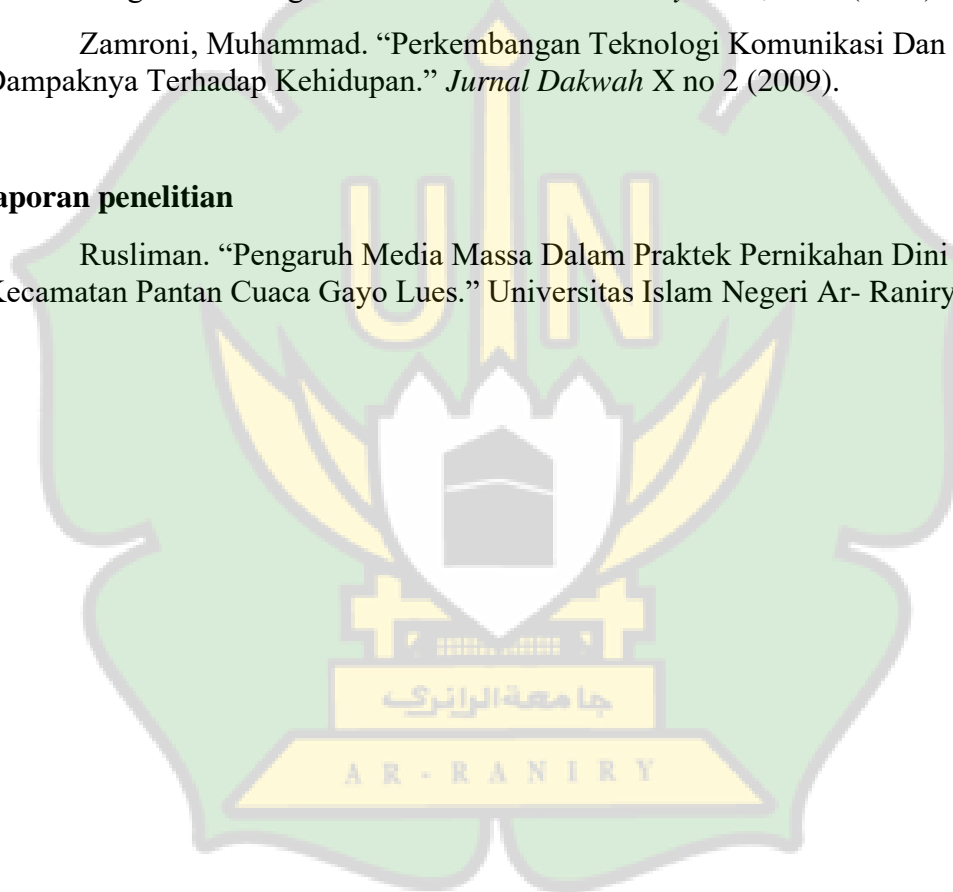 Zamroni, Muhammad. “Perkembangan Teknologi Komunikasi Dan
Dampaknya Terhadap Kehidupan.” Jurnal Dakwah X no 2 (2009).
aporan penelitian
Rusliman. “Pengaruh Media Massa Dalam Praktek Pernikahan Dini
Kecamatan Pantan Cuaca Gayo Lues.” Universitas Islam Negeri Ar- Raniry
UIN
جامعة الرانري
AR-RANIRY